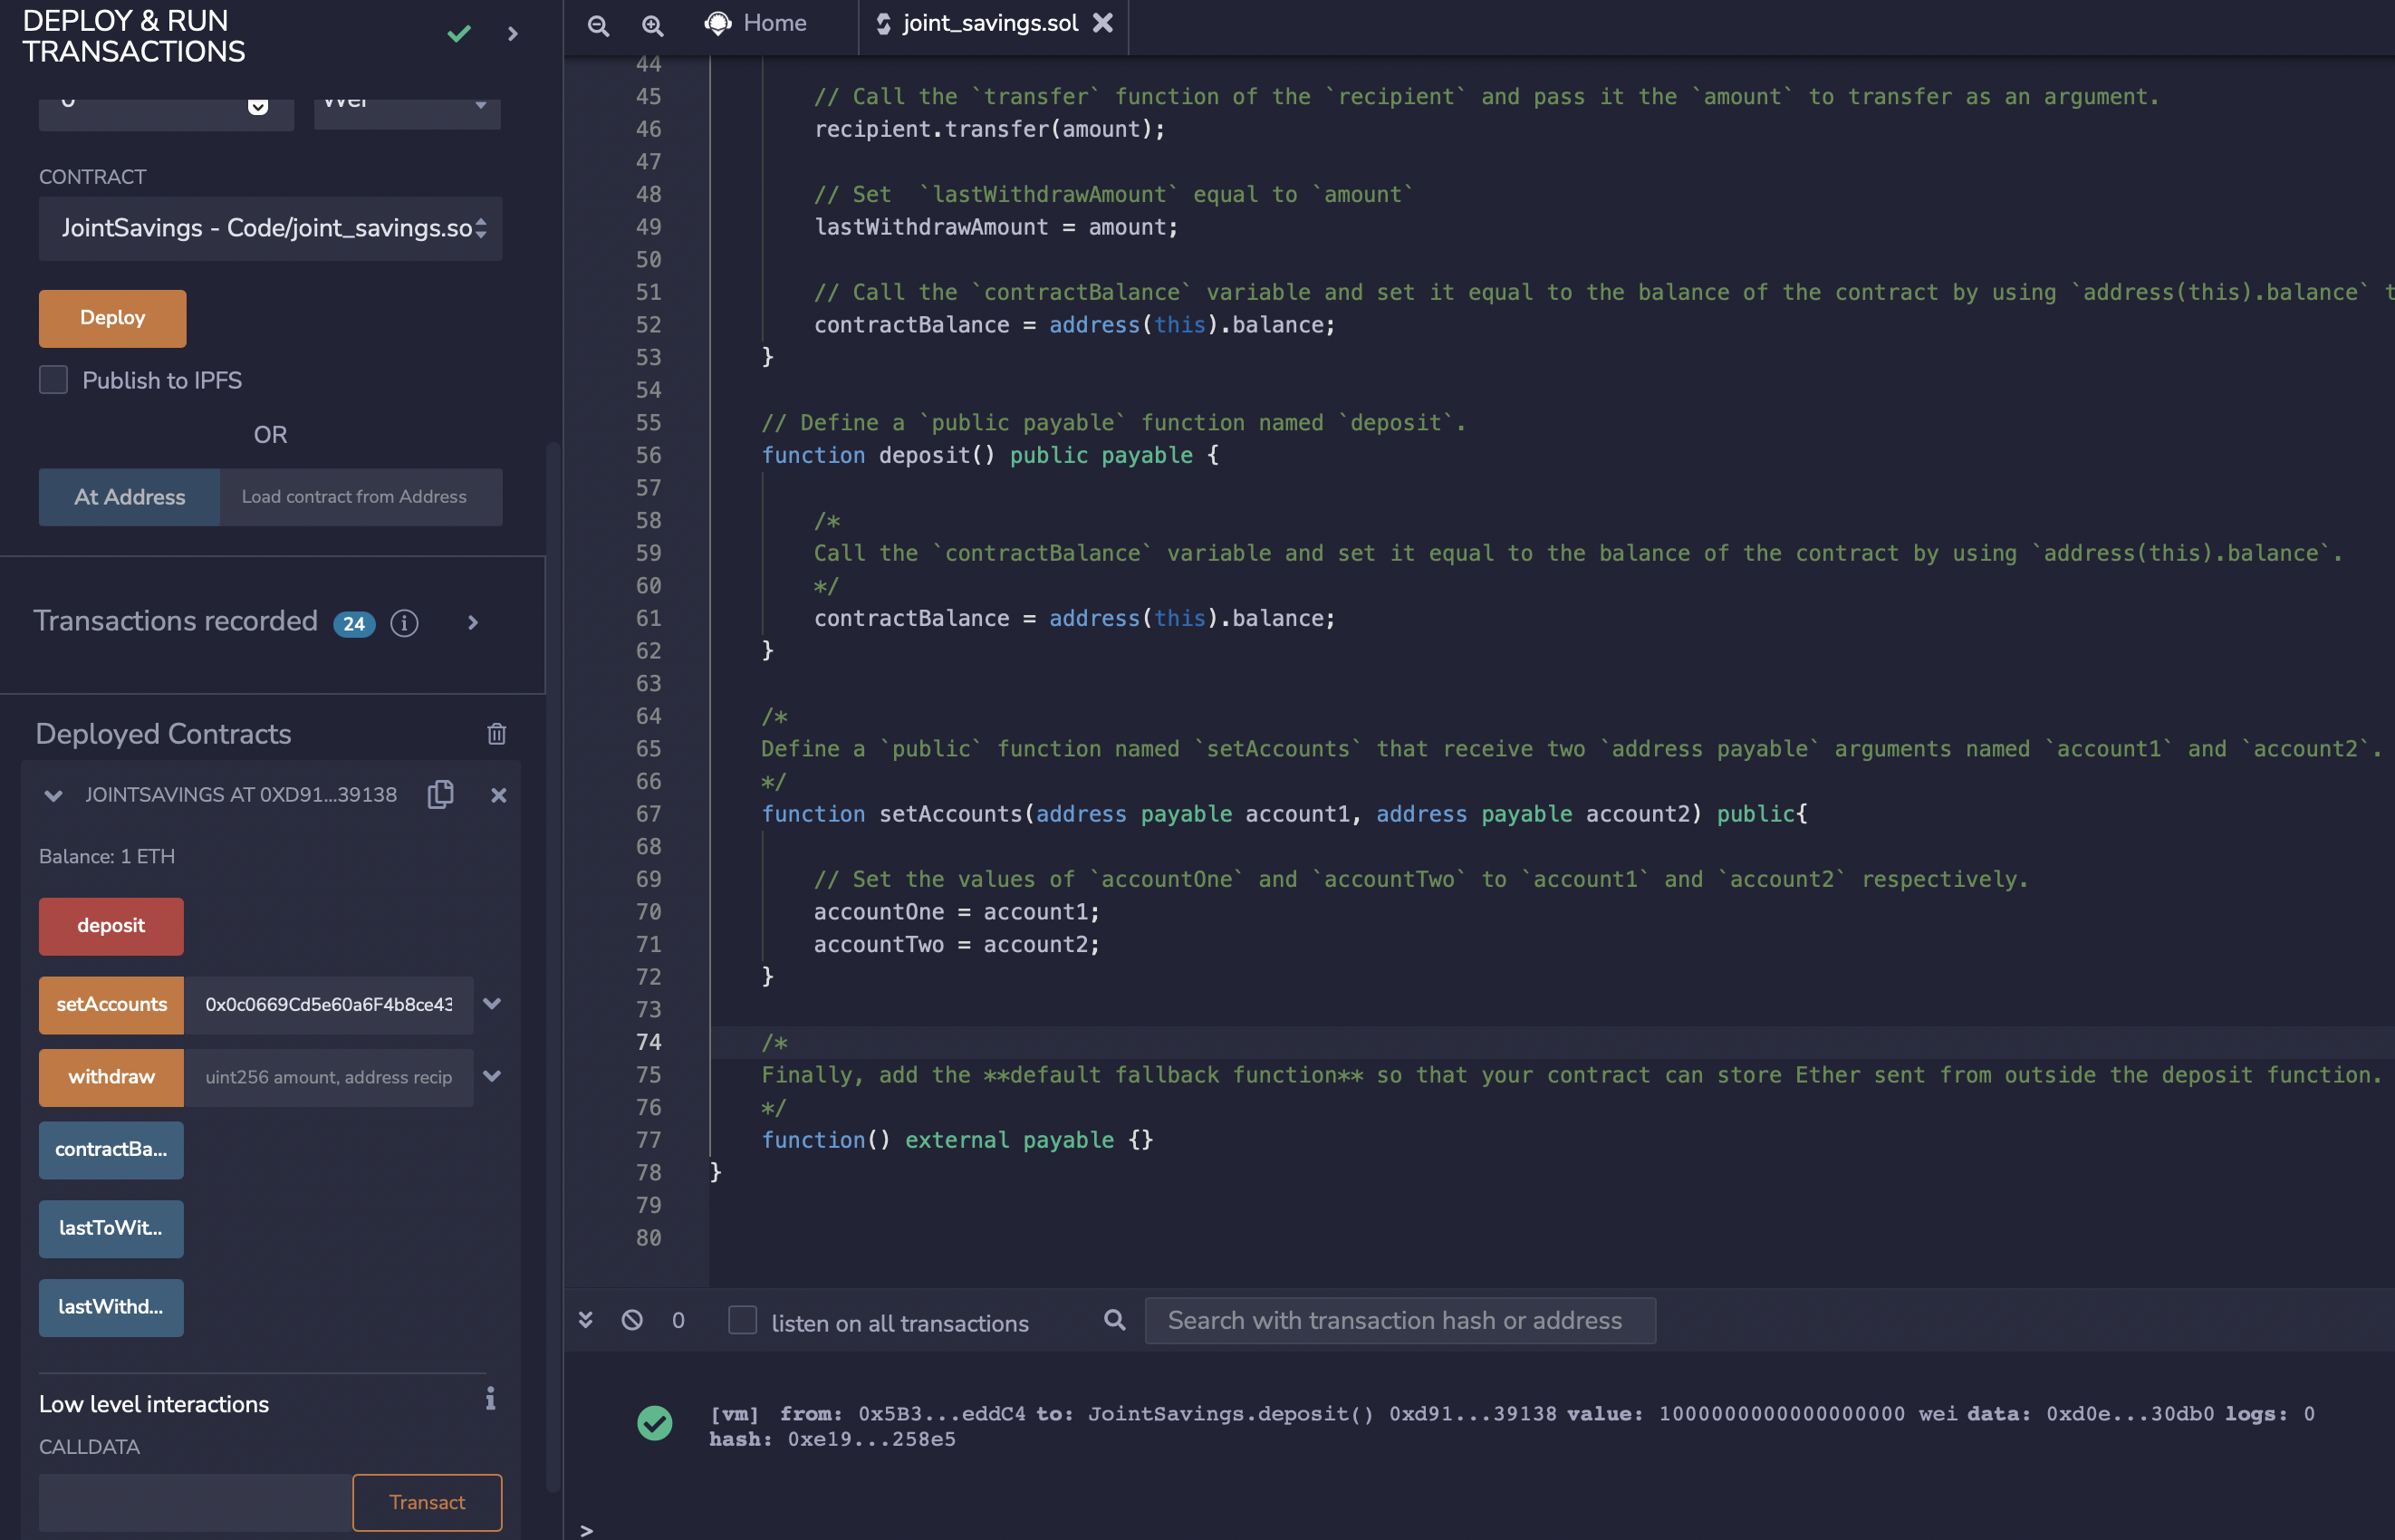 DEPLOY & RUN
TRANSACTIONS
CONTRACT
JointSavings - Code/joint_savings.so
Deploy
Publish to IPFS
OR
At Address
Load contract from Address
Transactions recorded 24
Deployed Contracts
JOINTSAVINGS AT 0XD91...39138
Balance: 1 ETH
deposit
setAccounts
0x0c0669Cd5e60a6F4b8ce43
withdraw
uint256 amount, address recip
contractBa...
lastToWit...
lastWithd...
Low level interactions
CALLDATA
Transact
Home
joint_savings.sol
44
45 // Call the `transfer` function of the `recipient` and pass it the `amount` to transfer as an argument.
46 recipient.transfer(amount);
47
48 // Set  `lastWithdrawAmount` equal to `amount`
49 lastWithdrawAmount = amount;
50
51 // Call the `contractBalance` variable and set it equal to the balance of the contract by using `address(this).balance` t
52 contractBalance = address(this).balance;
53 }
54
55 // Define a `public payable` function named `deposit`.
56 function deposit() public payable {
57
58 /*
59 Call the `contractBalance` variable and set it equal to the balance of the contract by using `address(this).balance`.
60 */
61 contractBalance = address(this).balance;
62 }
63
64 /*
65 Define a `public` function named `setAccounts` that receive two `address payable` arguments named `account1` and `account2`.
66 */
67 function setAccounts(address payable account1, address payable account2) public{
68
69 // Set the values of `accountOne` and `accountTwo` to `account1` and `account2` respectively.
70 accountOne = account1;
71 accountTwo = account2;
72 }
73
74 /*
75 Finally, add the **default fallback function** so that your contract can store Ether sent from outside the deposit function.
76 */
77 function() external payable {}
78 }
79
80
0
listen on all transactions
Search with transaction hash or address
[vm] from: 0x5B3...eddC4 to: JointSavings.deposit() 0xd91...39138 value: 1000000000000000000 wei data: 0xd0e...30db0 logs: 0
hash: 0xe19...258e5
>